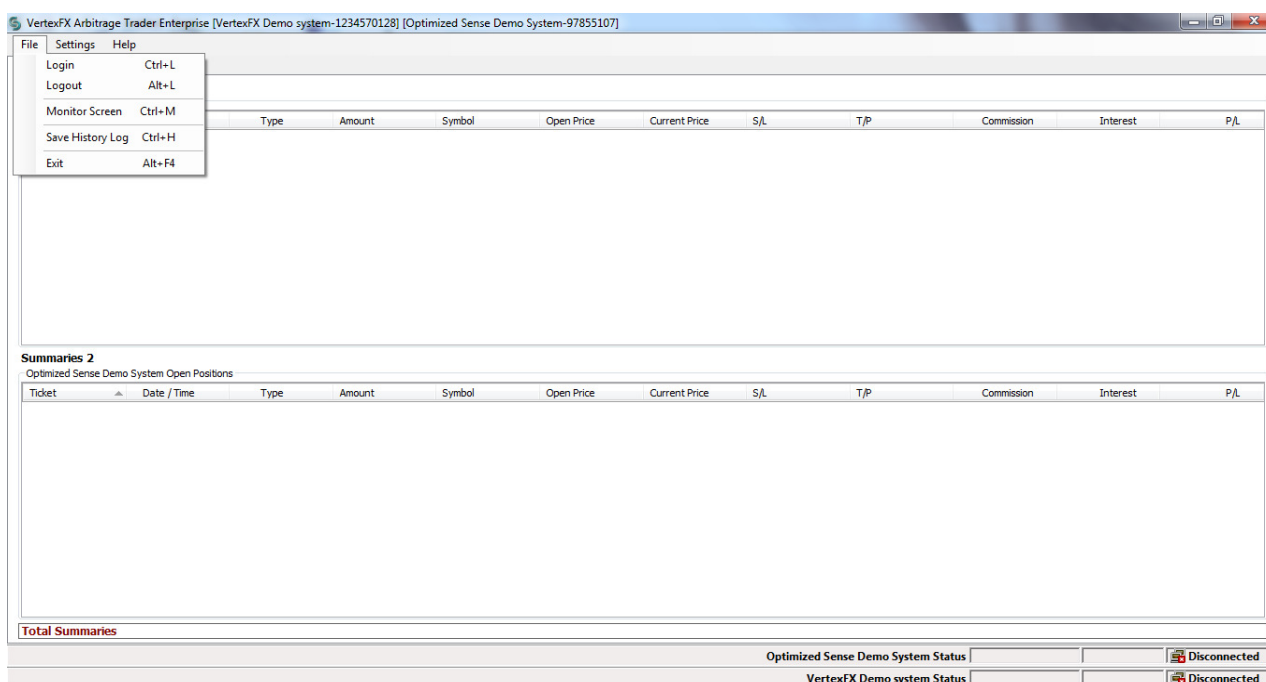 VertexFX Arbitrage Trader Enterprise [VertexFX Demo system-1234570128] [Optimized Sense Demo System-97855107]
File Settings Help
Login Ctrl+L
Logout Alt+L
Monitor Screen Ctrl+M
Save History Log Ctrl+H
Exit Alt+F4
Type Amount Symbol Open Price Current Price S/L T/P Commission Interest P/L
Summaries 2
Optimized Sense Demo System Open Positions
Ticket Date / Time Type Amount Symbol Open Price Current Price S/L T/P Commission Interest P/L
Total Summaries
Optimized Sense Demo System Status Disconnected
VertexFX Demo system Status Disconnected